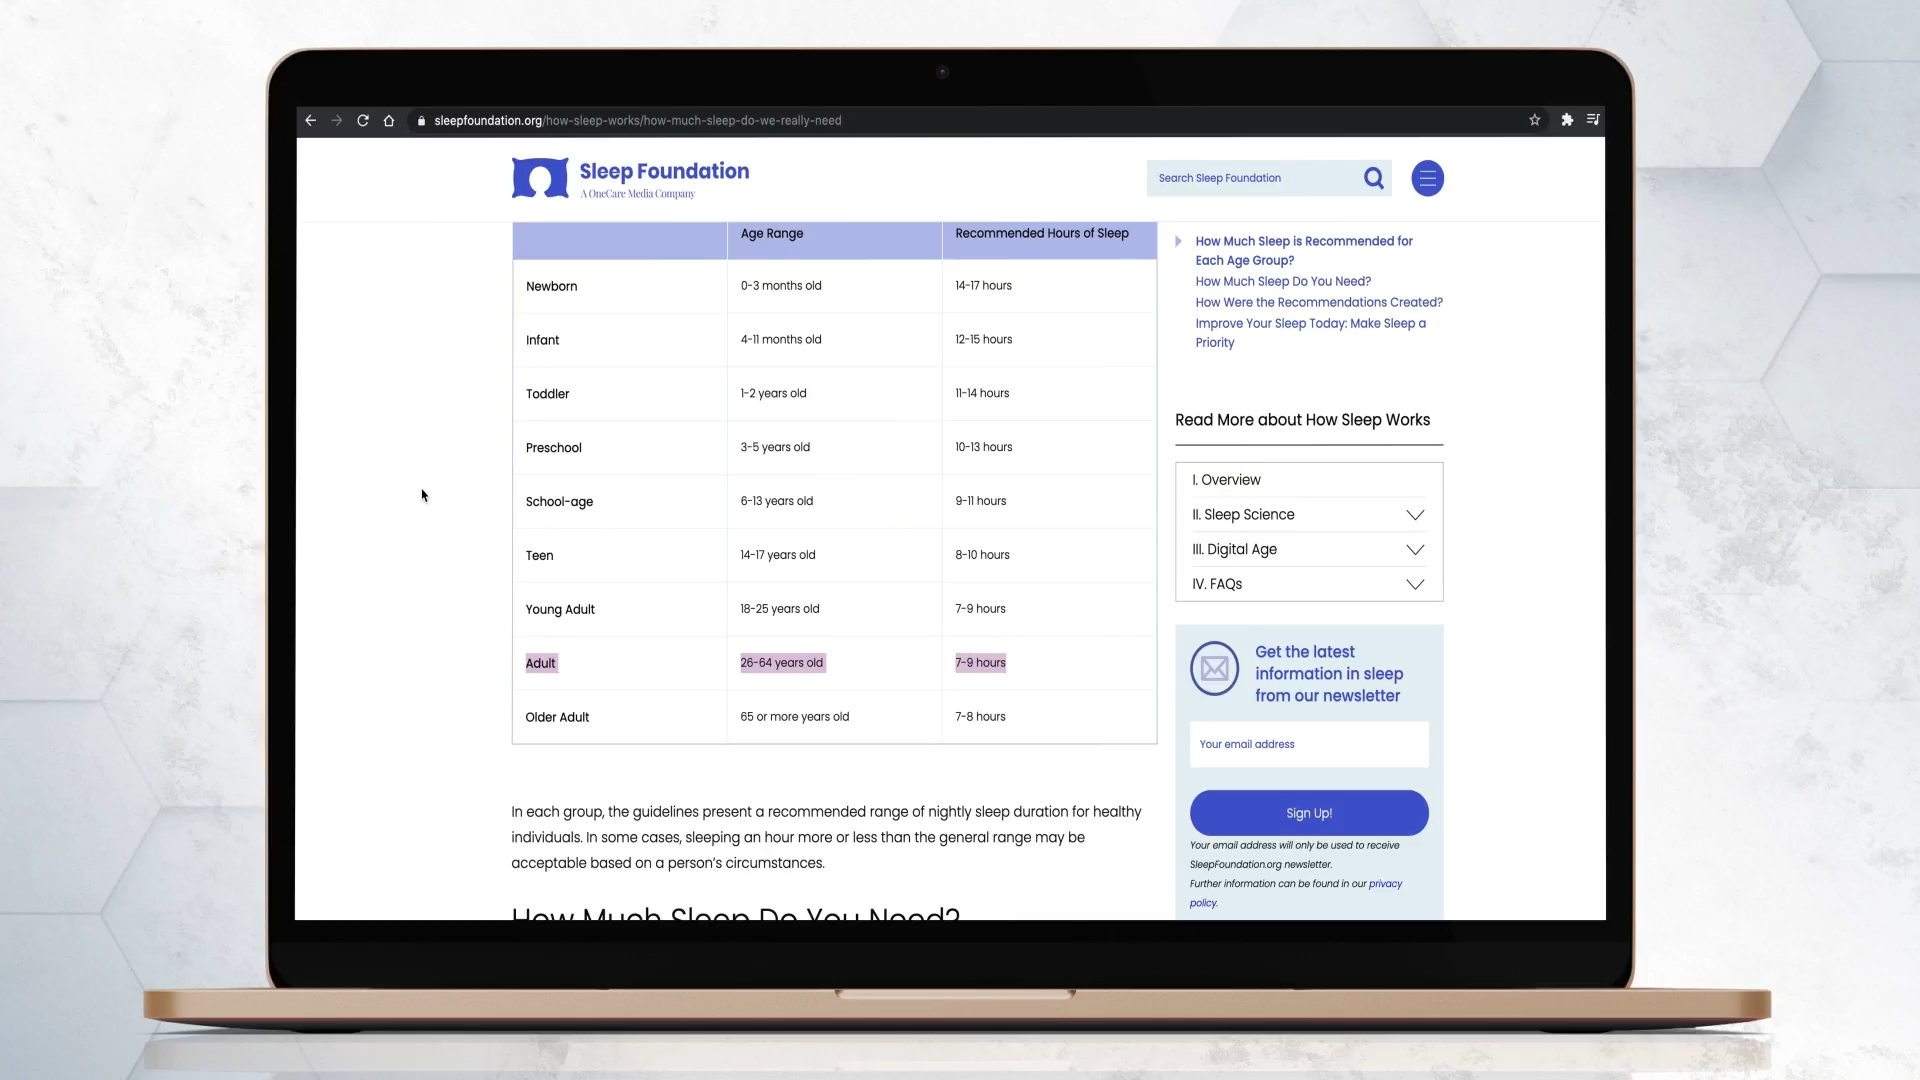 sleepfoundation.org/how-sleep-works/how-much-sleep-do-we-really-need
Sleep Foundation
A OneCare Media Company
Search Sleep Foundation
Age Range Recommended Hours of Sleep
Newborn 0-3 months old 14-17 hours
Infant 4-11 months old 12-15 hours
Toddler 1-2 years old 11-14 hours
Preschool 3-5 years old 10-13 hours
School-age 6-13 years old 9-11 hours
Teen 14-17 years old 8-10 hours
Young Adult 18-25 years old 7-9 hours
Adult 26-64 years old 7-9 hours
Older Adult 65 or more years old 7-8 hours
In each group, the guidelines present a recommended range of nightly sleep duration for healthy
individuals. In some cases, sleeping an hour more or less than the general range may be
acceptable based on a person's circumstances.
How Much Sleep Do You Need?
How Much Sleep is Recommended for
Each Age Group?
How Much Sleep Do You Need?
How Were the Recommendations Created?
Improve Your Sleep Today: Make Sleep a
Priority
Read More about How Sleep Works
I. Overview
II. Sleep Science
III. Digital Age
IV. FAQs
Get the latest
information in sleep
from our newsletter
Your email address
Sign Up!
Your email address will only be used to receive
SleepFoundation.org newsletter.
Further information can be found in our privacy
policy.